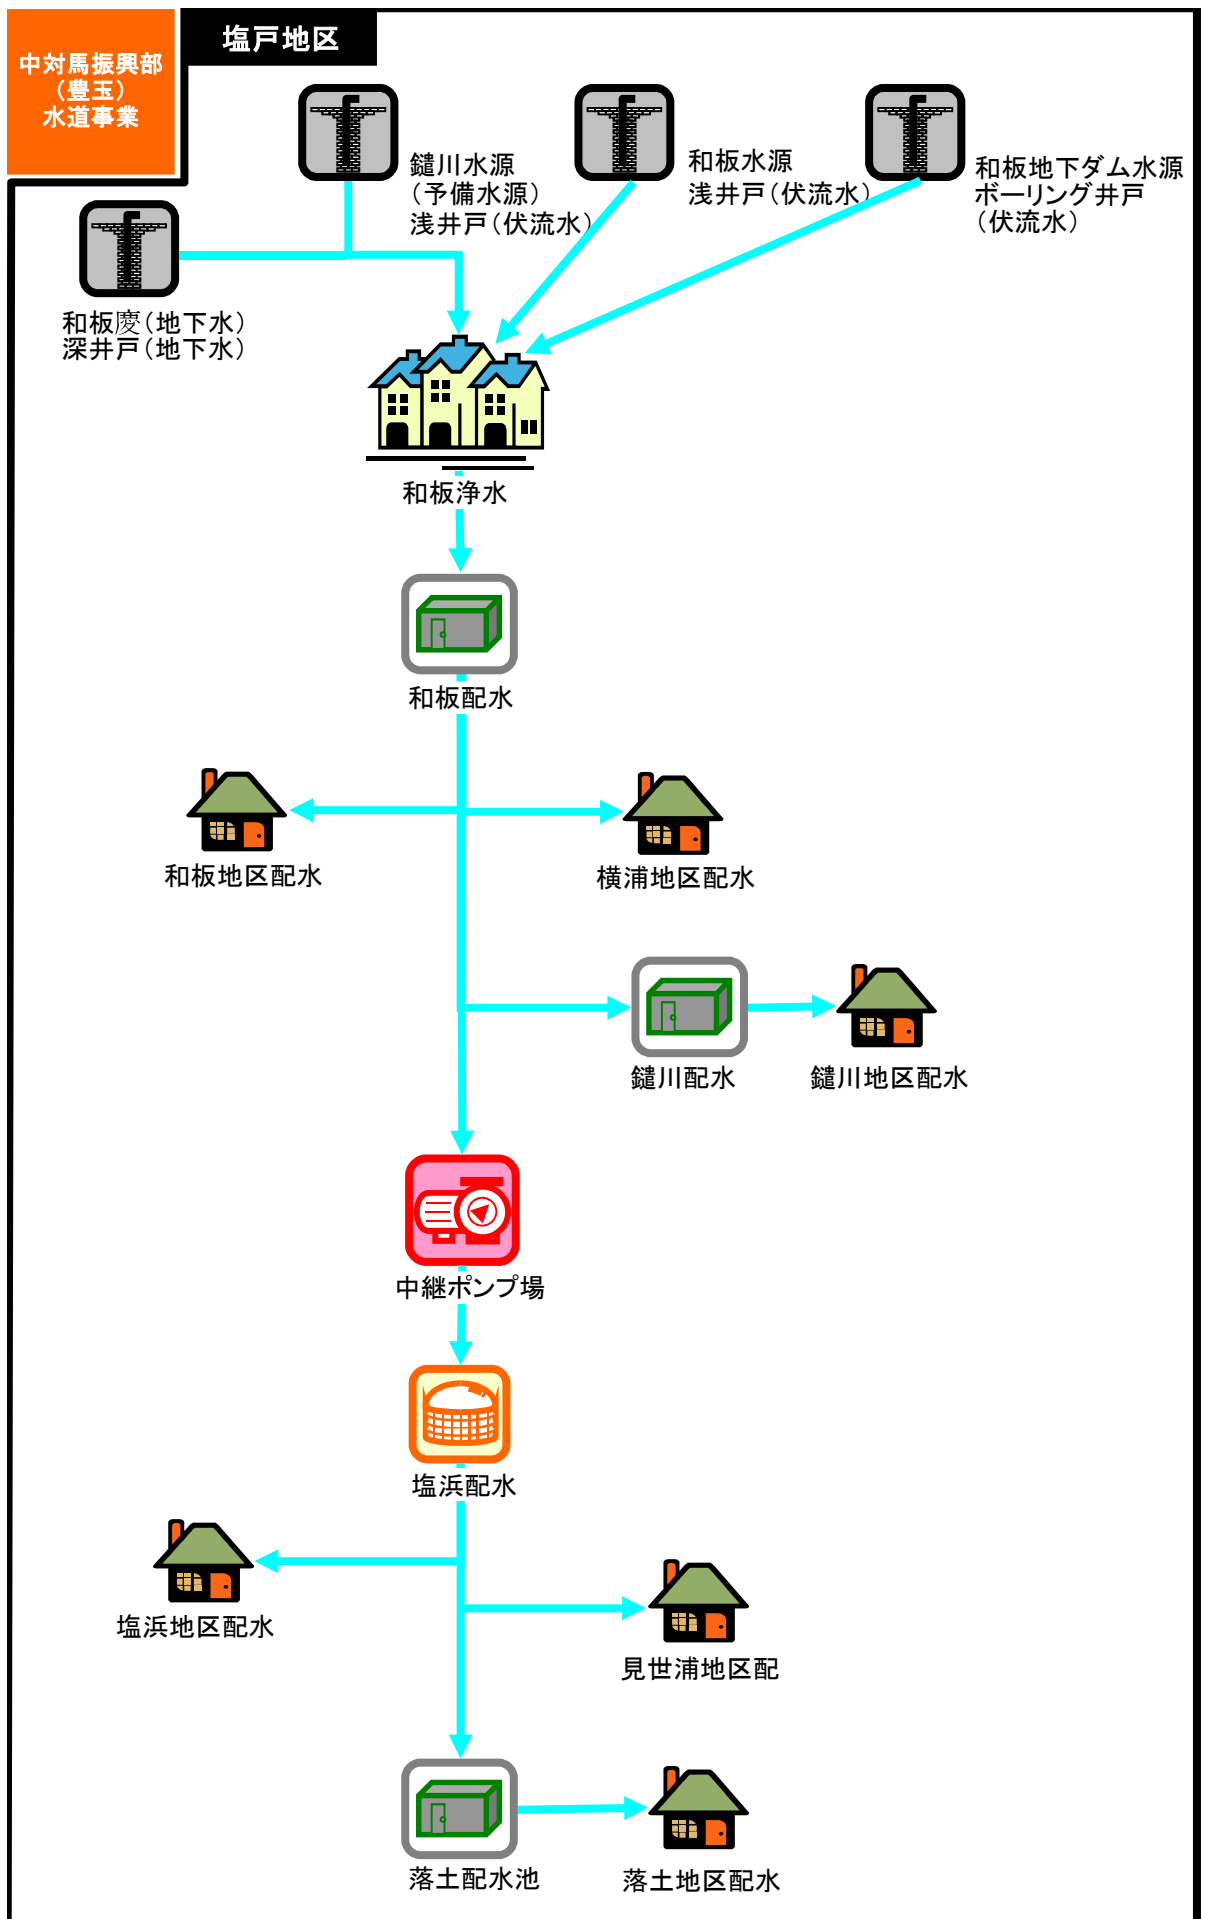 中対馬振興部
（豊玉）
水道事業
塩戸地区
鑓川水源
（予備水源）
浅井戸（伏流水）
和板水源
浅井戸（伏流水）
和板地下ダム水源
ボーリング井戸
（伏流水）
和板慶（地下水）
深井戸（地下水）
和板浄水
和板配水
和板地区配水
横浦地区配水
鑓川配水
鑓川地区配水
中継ポンプ場
塩浜配水
塩浜地区配水
見世浦地区配
落土配水池
落土地区配水